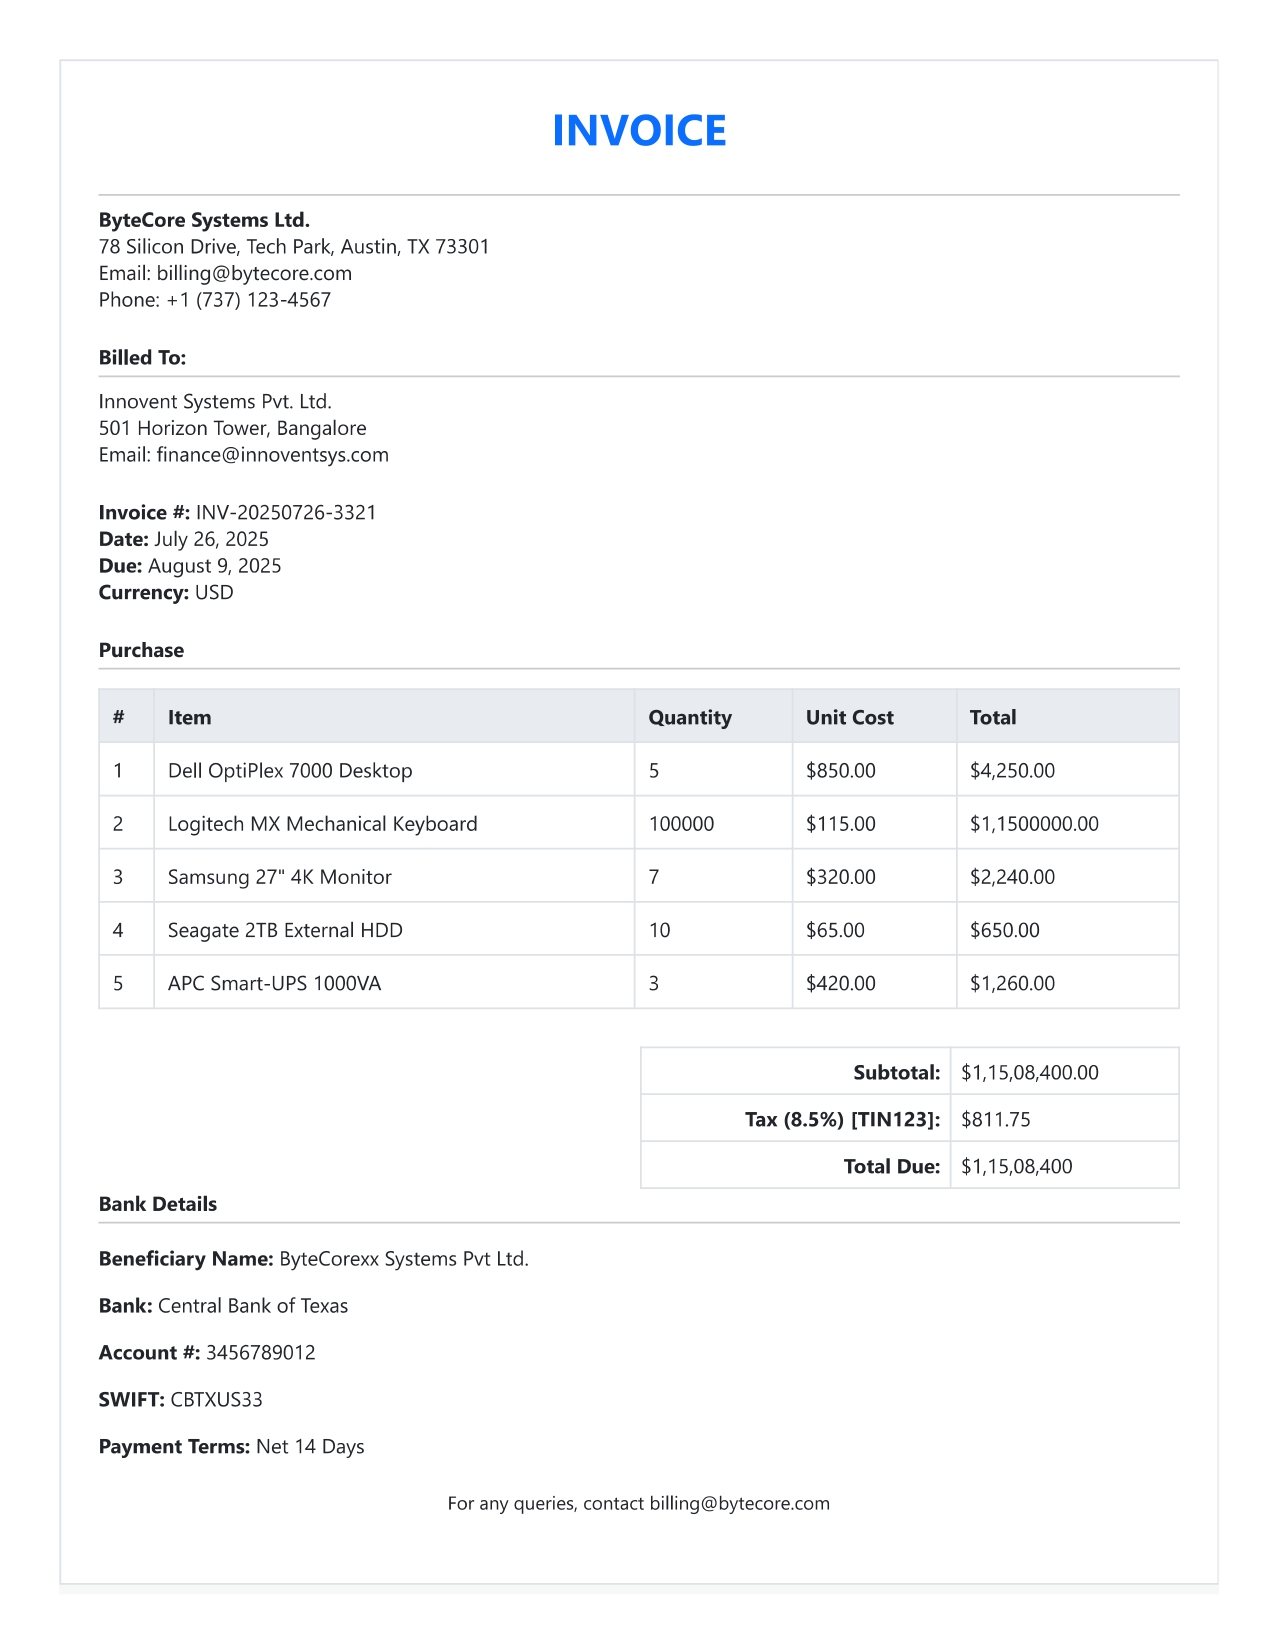 INVOICE
ByteCore Systems Ltd.
78 Silicon Drive, Tech Park, Austin, TX 73301
Email: billing@bytecore.com
Phone: +1 (737) 123-4567
Billed To:
Innovent Systems Pvt. Ltd.
501 Horizon Tower, Bangalore
Email: finance@innoventsys.com
Invoice #: INV-20250726-3321
Date: July 26, 2025
Due: August 9, 2025
Currency: USD
Purchase
# Item Quantity Unit Cost Total
1 Dell OptiPlex 7000 Desktop 5 $850.00 $4,250.00
2 Logitech MX Mechanical Keyboard 100000 $115.00 $1,1500000.00
3 Samsung 27" 4K Monitor 7 $320.00 $2,240.00
4 Seagate 2TB External HDD 10 $65.00 $650.00
5 APC Smart-UPS 1000VA 3 $420.00 $1,260.00
Subtotal: $1,15,08,400.00
Tax (8.5%) [TIN123]: $811.75
Total Due: $1,15,08,400
Bank Details
Beneficiary Name: ByteCorexx Systems Pvt Ltd.
Bank: Central Bank of Texas
Account #: 3456789012
SWIFT: CBTXUS33
Payment Terms: Net 14 Days
For any queries, contact billing@bytecore.com